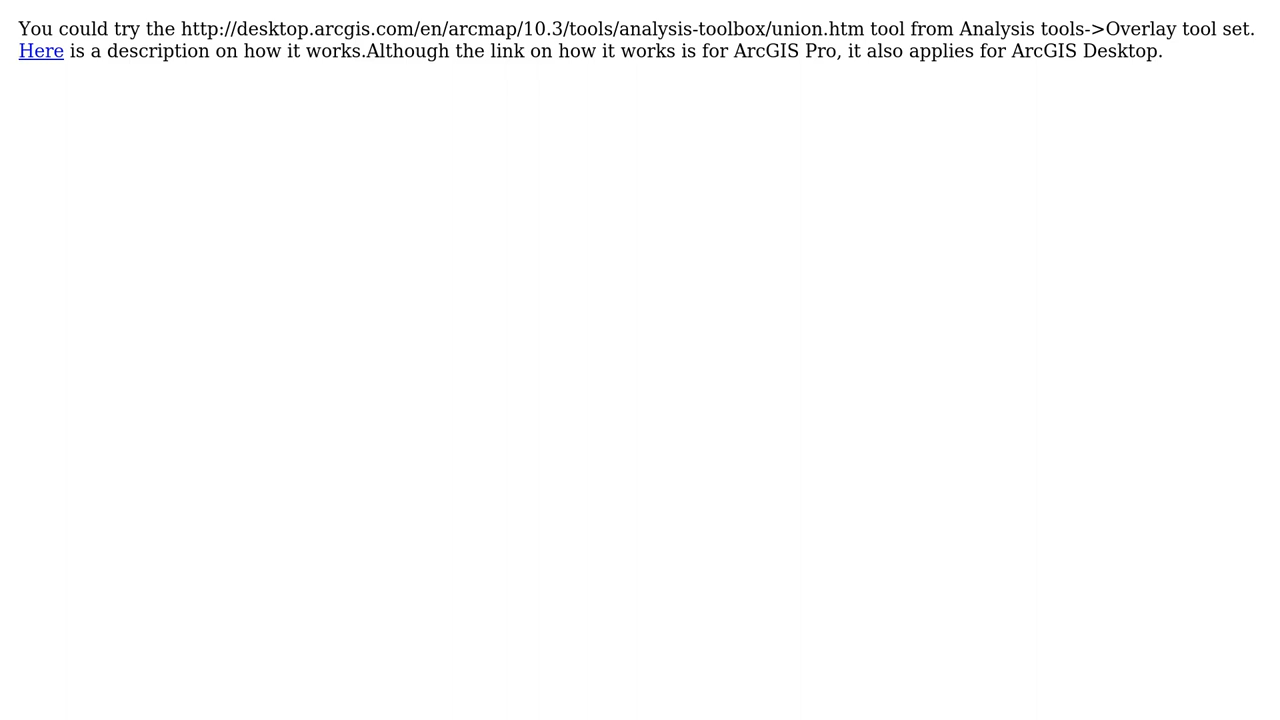 You could try the http://desktop.arcgis.com/en/arcmap/10.3/tools/analysis-toolbox/union.htm tool from Analysis tools->Overlay tool set.
Here is a description on how it works.Although the link on how it works is for ArcGIS Pro, it also applies for ArcGIS Desktop.